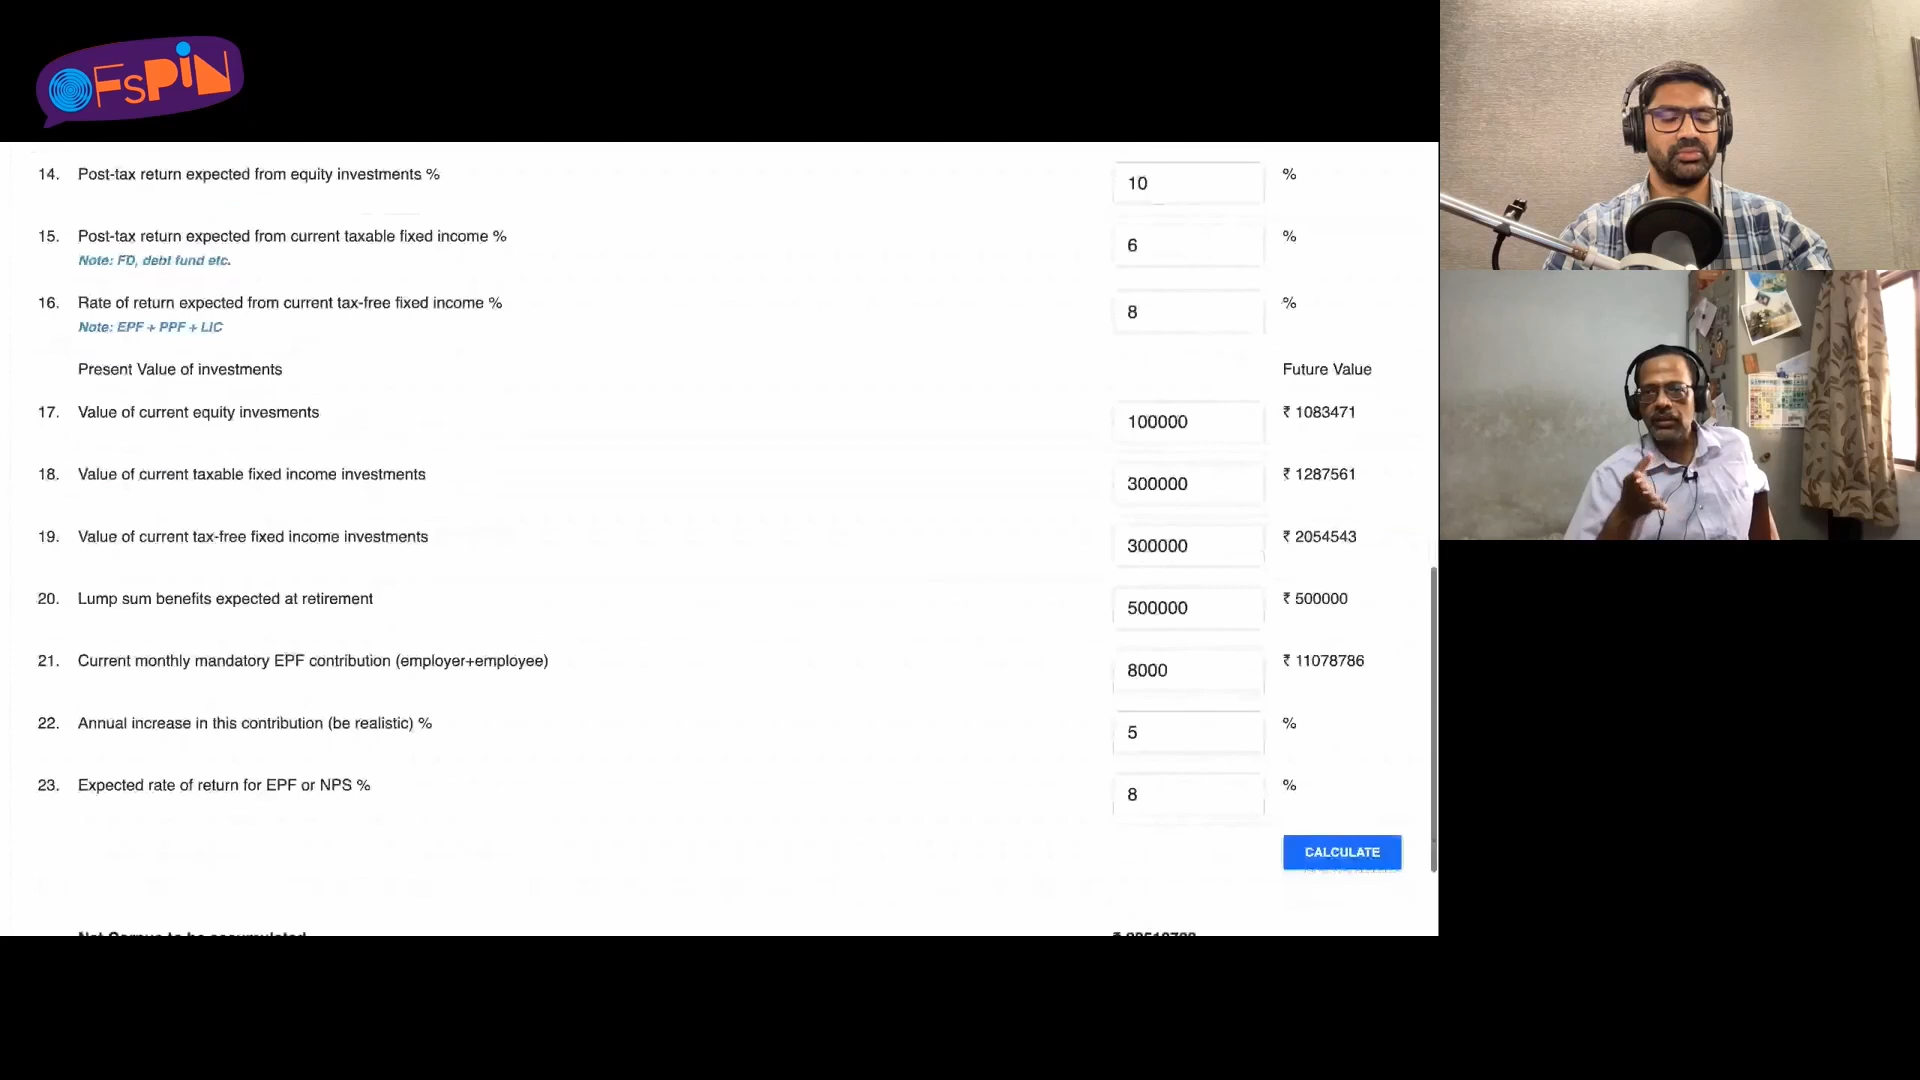 OFSPIN
14. Post-tax return expected from equity investments % 10 %
15. Post-tax return expected from current taxable fixed income % 6 %
Note: FD, debt fund etc.
16. Rate of return expected from current tax-free fixed income % 8 %
Note: EPF + PPF + LIC
Present Value of investments Future Value
17. Value of current equity invesments 100000 ₹ 1083471
18. Value of current taxable fixed income investments 300000 ₹ 1287561
19. Value of current tax-free fixed income investments 300000 ₹ 2054543
20. Lump sum benefits expected at retirement 500000 ₹ 500000
21. Current monthly mandatory EPF contribution (employer+employee) 8000 ₹ 11078786
22. Annual increase in this contribution (be realistic) % 5 %
23. Expected rate of return for EPF or NPS % 8 %
CALCULATE
Net Corpus to be accumulated